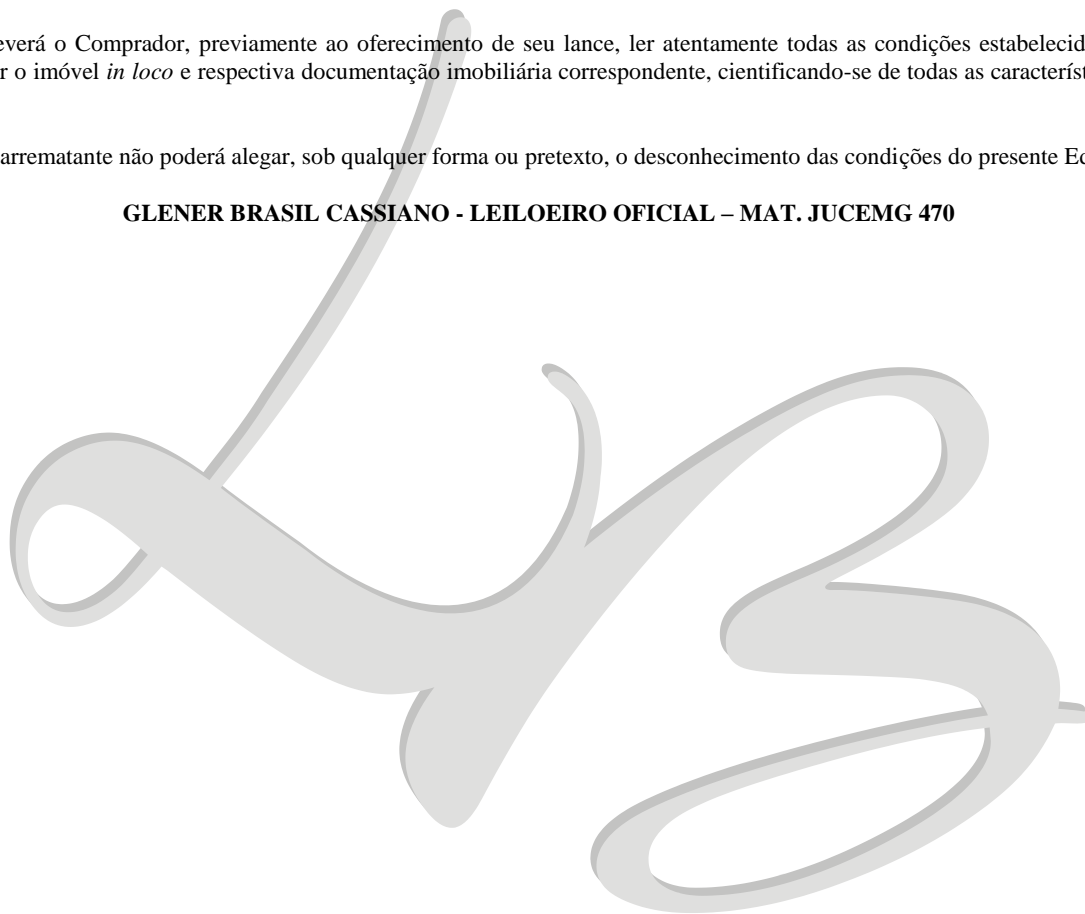 everá o Comprador, previamente ao oferecimento de seu lance, ler atentamente todas as condições estabelecid
r o imóvel in loco e respectiva documentação imobiliária correspondente, cientificando-se de todas as caracterís
arrematante não poderá alegar, sob qualquer forma ou pretexto, o desconhecimento das condições do presente Ed
GLENER BRASIL CASSIANO - LEILOEIRO OFICIAL – MAT. JUCEMG 470
LB